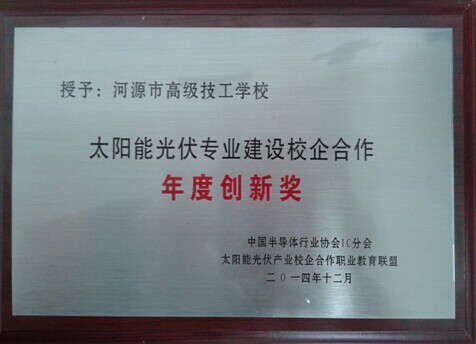 授予：河源市高级技工学校
太阳能光伏专业建设校企合作
年度创新奖
中国半导体行业协会IC分会
太阳能光伏产业校企合作职业教育联盟
二〇一四年十二月